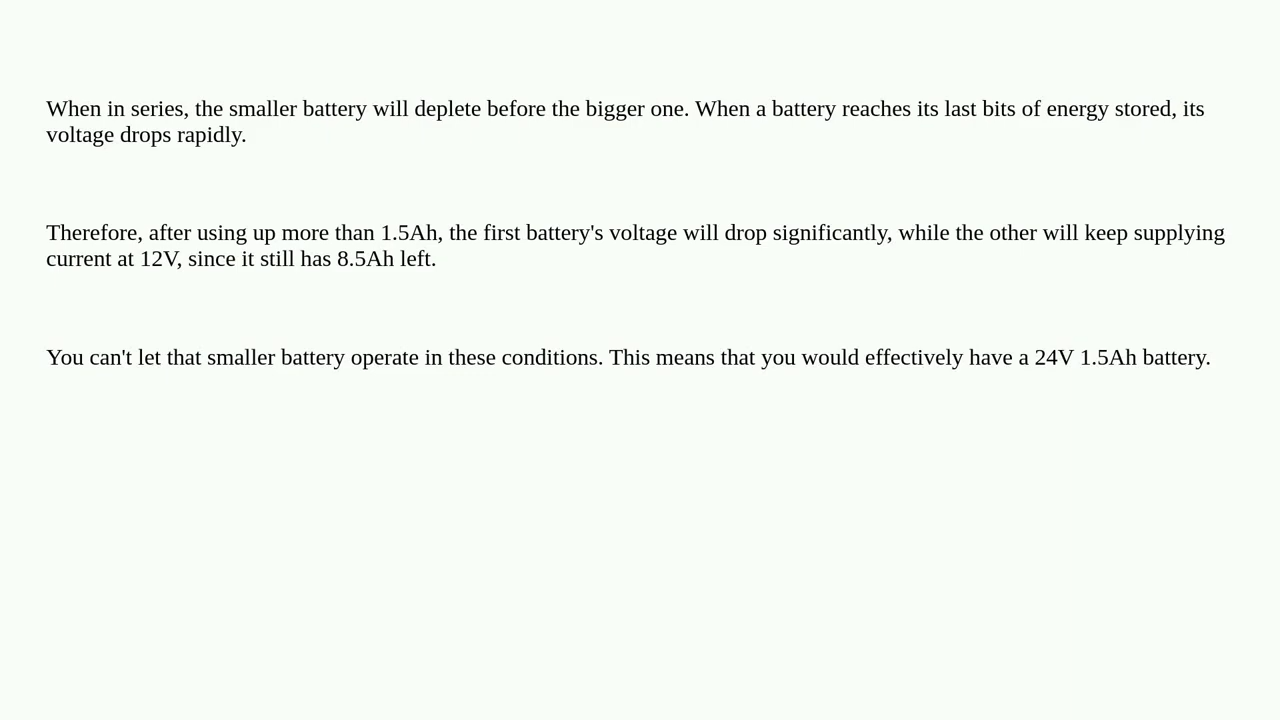 When in series, the smaller battery will deplete before the bigger one. When a battery reaches its last bits of energy stored, its
voltage drops rapidly.
Therefore, after using up more than 1.5Ah, the first battery's voltage will drop significantly, while the other will keep supplying
current at 12V, since it still has 8.5Ah left.
You can't let that smaller battery operate in these conditions. This means that you would effectively have a 24V 1.5Ah battery.